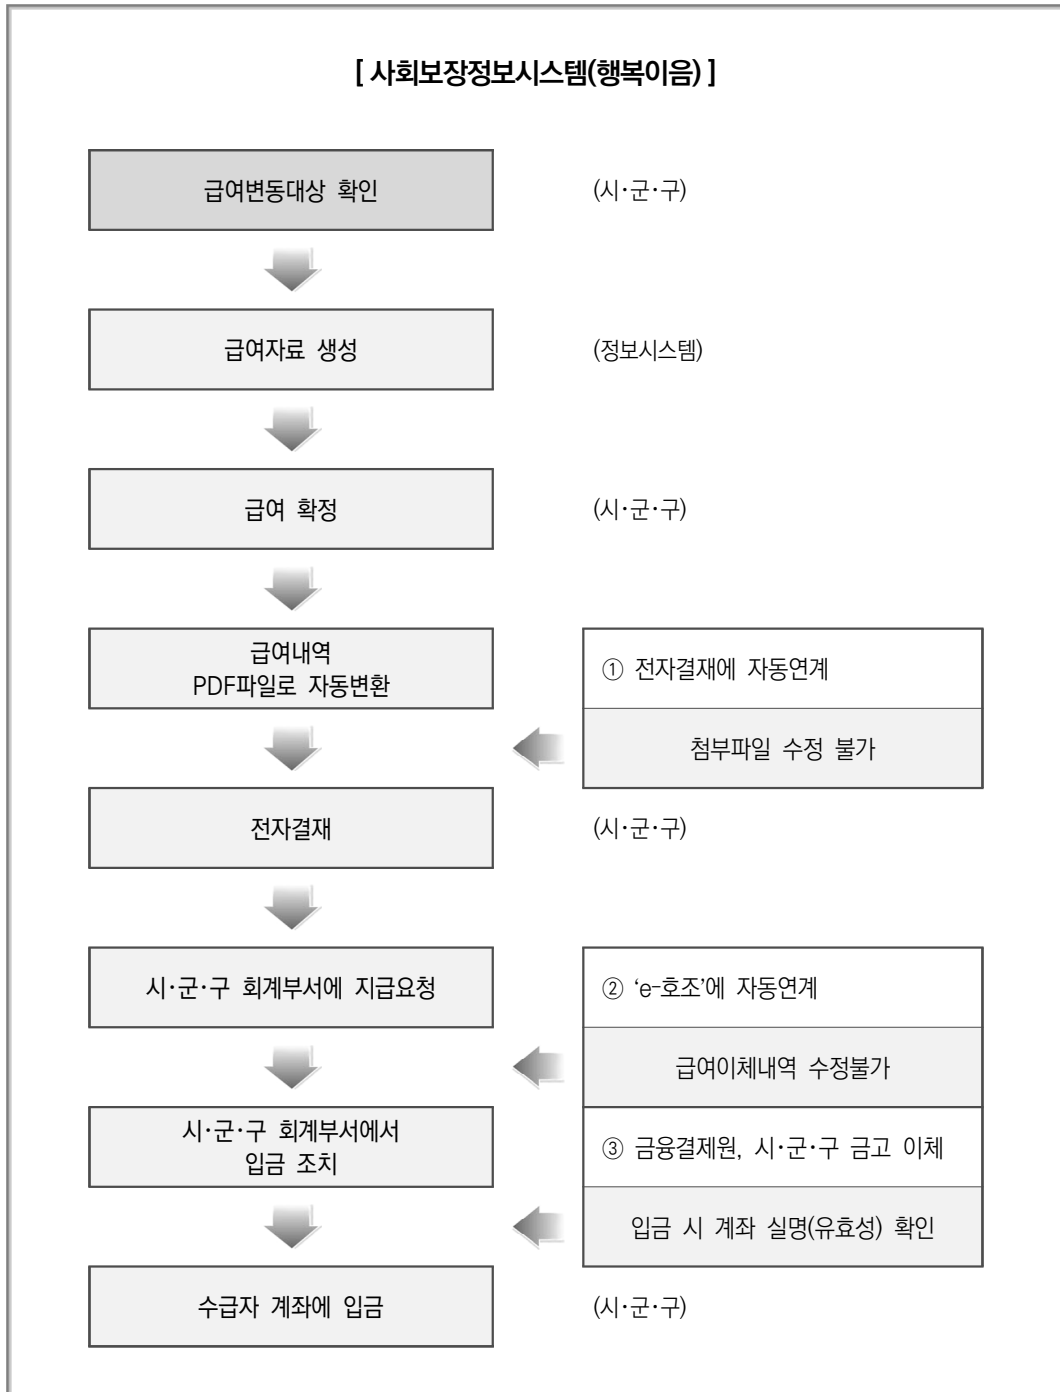 [ 사회보장정보시스템(행복이음) ]
급여변동대상 확인
(시·군·구)
급여자료 생성
(정보시스템)
급여 확정
(시·군·구)
급여내역
PDF파일로 자동변환
① 전자결재에 자동연계
첨부파일 수정 불가
전자결재
(시·군·구)
시·군·구 회계부서에 지급요청
② ‘e-호조’에 자동연계
급여이체내역 수정불가
시·군·구 회계부서에서
입금 조치
③ 금융결제원, 시·군·구 금고 이체
입금 시 계좌 실명(유효성) 확인
수급자 계좌에 입금
(시·군·구)